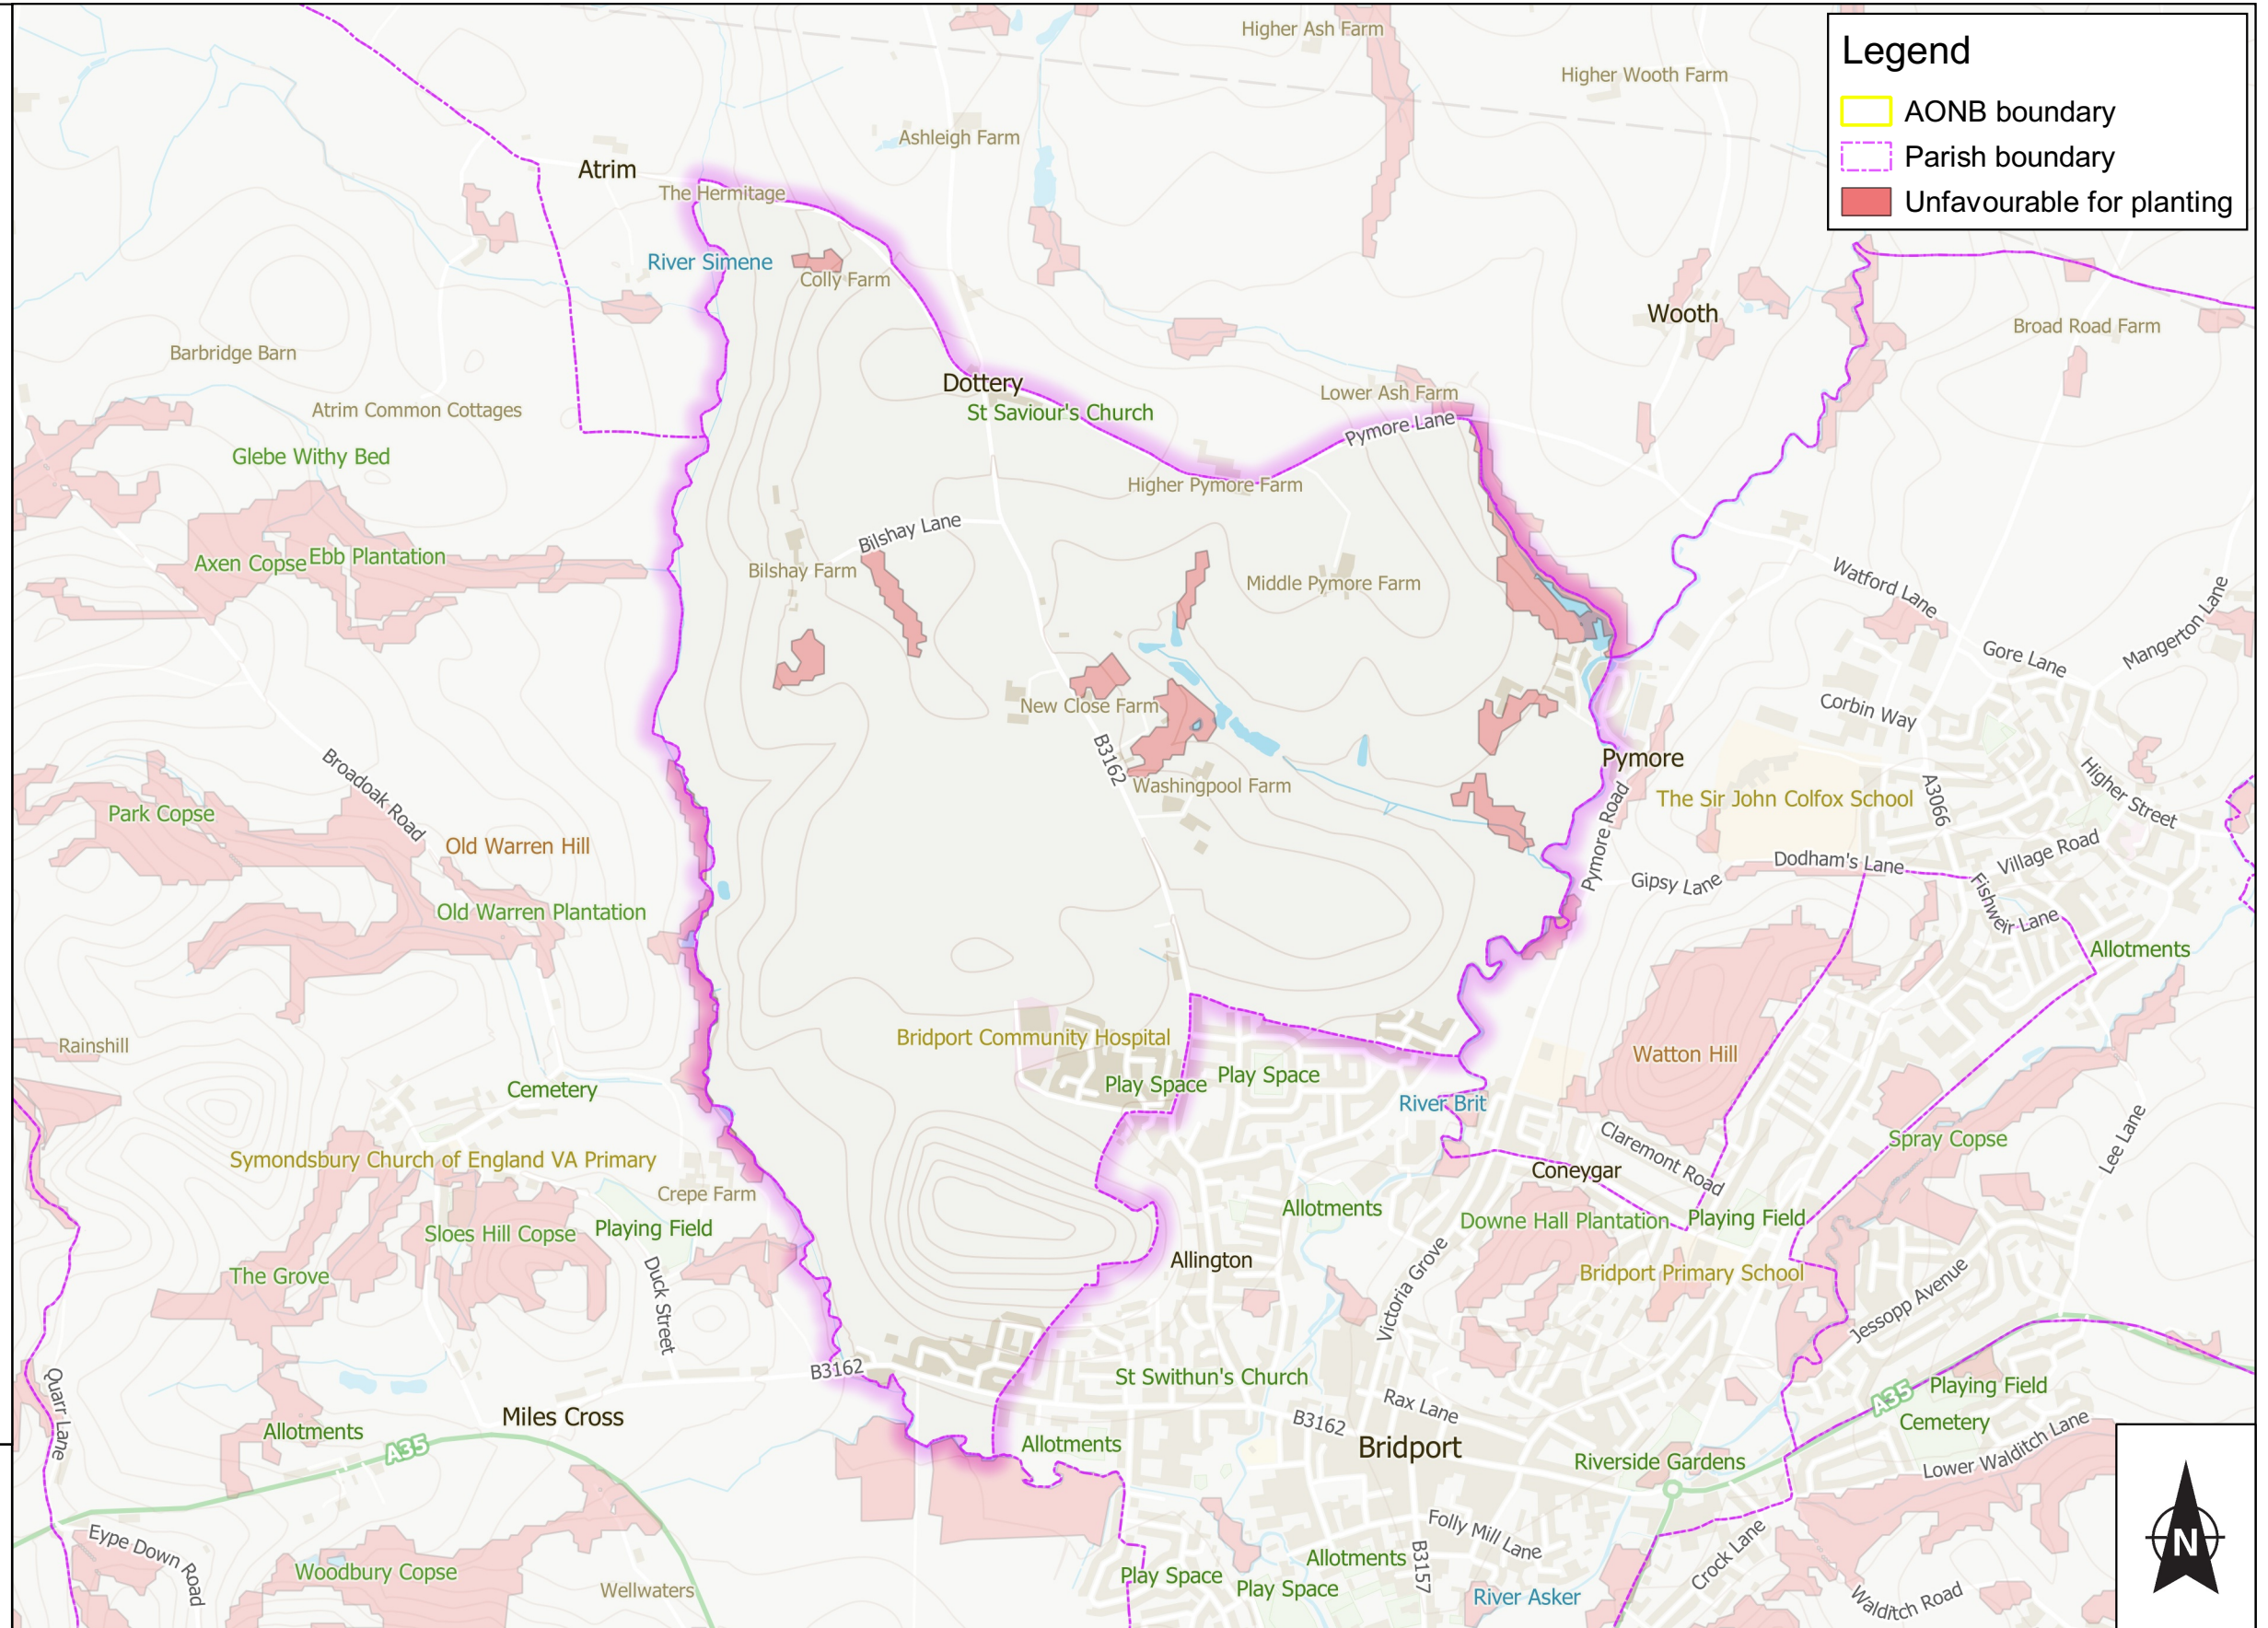 Legend
AONB boundary
Parish boundary
Unfavourable for planting
Higher Ash Farm
Higher Wooth Farm
Ashleigh Farm
Atrim
The Hermitage
River Simene
Colly Farm
Wooth
Broad Road Farm
Barbridge Barn
Dottery
Lower Ash Farm
Atrim Common Cottages
St Saviour's Church
Pymore Lane
Glebe Withy Bed
Higher Pymore Farm
Bilshay Lane
Axen Copse
Ebb Plantation
Bilshay Farm
Middle Pymore Farm
Watford Lane
Mangerton Lane
Gore Lane
New Close Farm
Corbin Way
B3162
Pymore
Broadoak Road
Washingpool Farm
Park Copse
The Sir John Colfox School
A3066
Higher Street
Old Warren Hill
Pymore Road
Dodham's Lane
Village Road
Gipsy Lane
Old Warren Plantation
Fishweir Lane
Allotments
Rainshill
Bridport Community Hospital
Watton Hill
Cemetery
Play Space
Play Space
River Brit
Spray Copse
Lee Lane
Symondsbury Church of England VA Primary
Claremont Road
Coneygar
Crepe Farm
Sloes Hill Copse
Playing Field
Allotments
Downe Hall Plantation
Playing Field
The Grove
Duck Street
Allington
Victoria Grove
Bridport Primary School
Jessopp Avenue
B3162
St Swithun's Church
Quarr Lane
Miles Cross
Rax Lane
A35
Playing Field
Cemetery
B3162
Allotments
A35
Allotments
Bridport
Riverside Gardens
Lower Walditch Lane
Eype Down Road
Folly Mill Lane
Crock Lane
Woodbury Copse
Wellwaters
Play Space
Play Space
Allotments
B3157
River Asker
Walditch Road
N